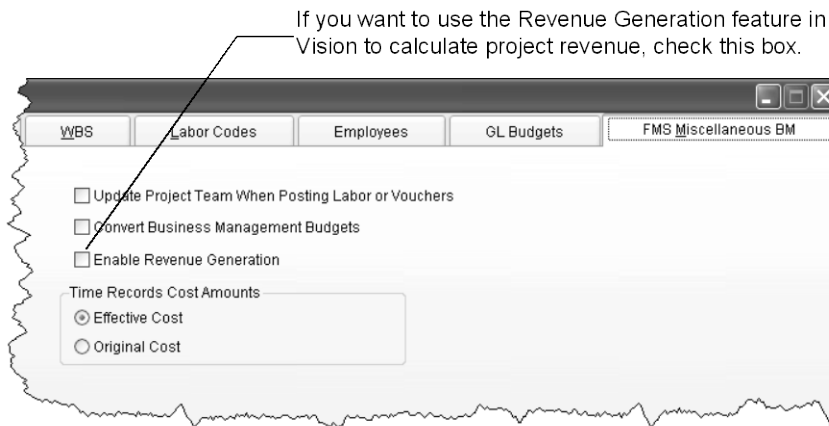 If you want to use the Revenue Generation feature in
Vision to calculate project revenue, check this box.
WBS Labor Codes Employees GL Budgets FMS Miscellaneous BM
Update Project Team When Posting Labor or Vouchers
Convert Business Management Budgets
Enable Revenue Generation
Time Records Cost Amounts
Effective Cost
Original Cost